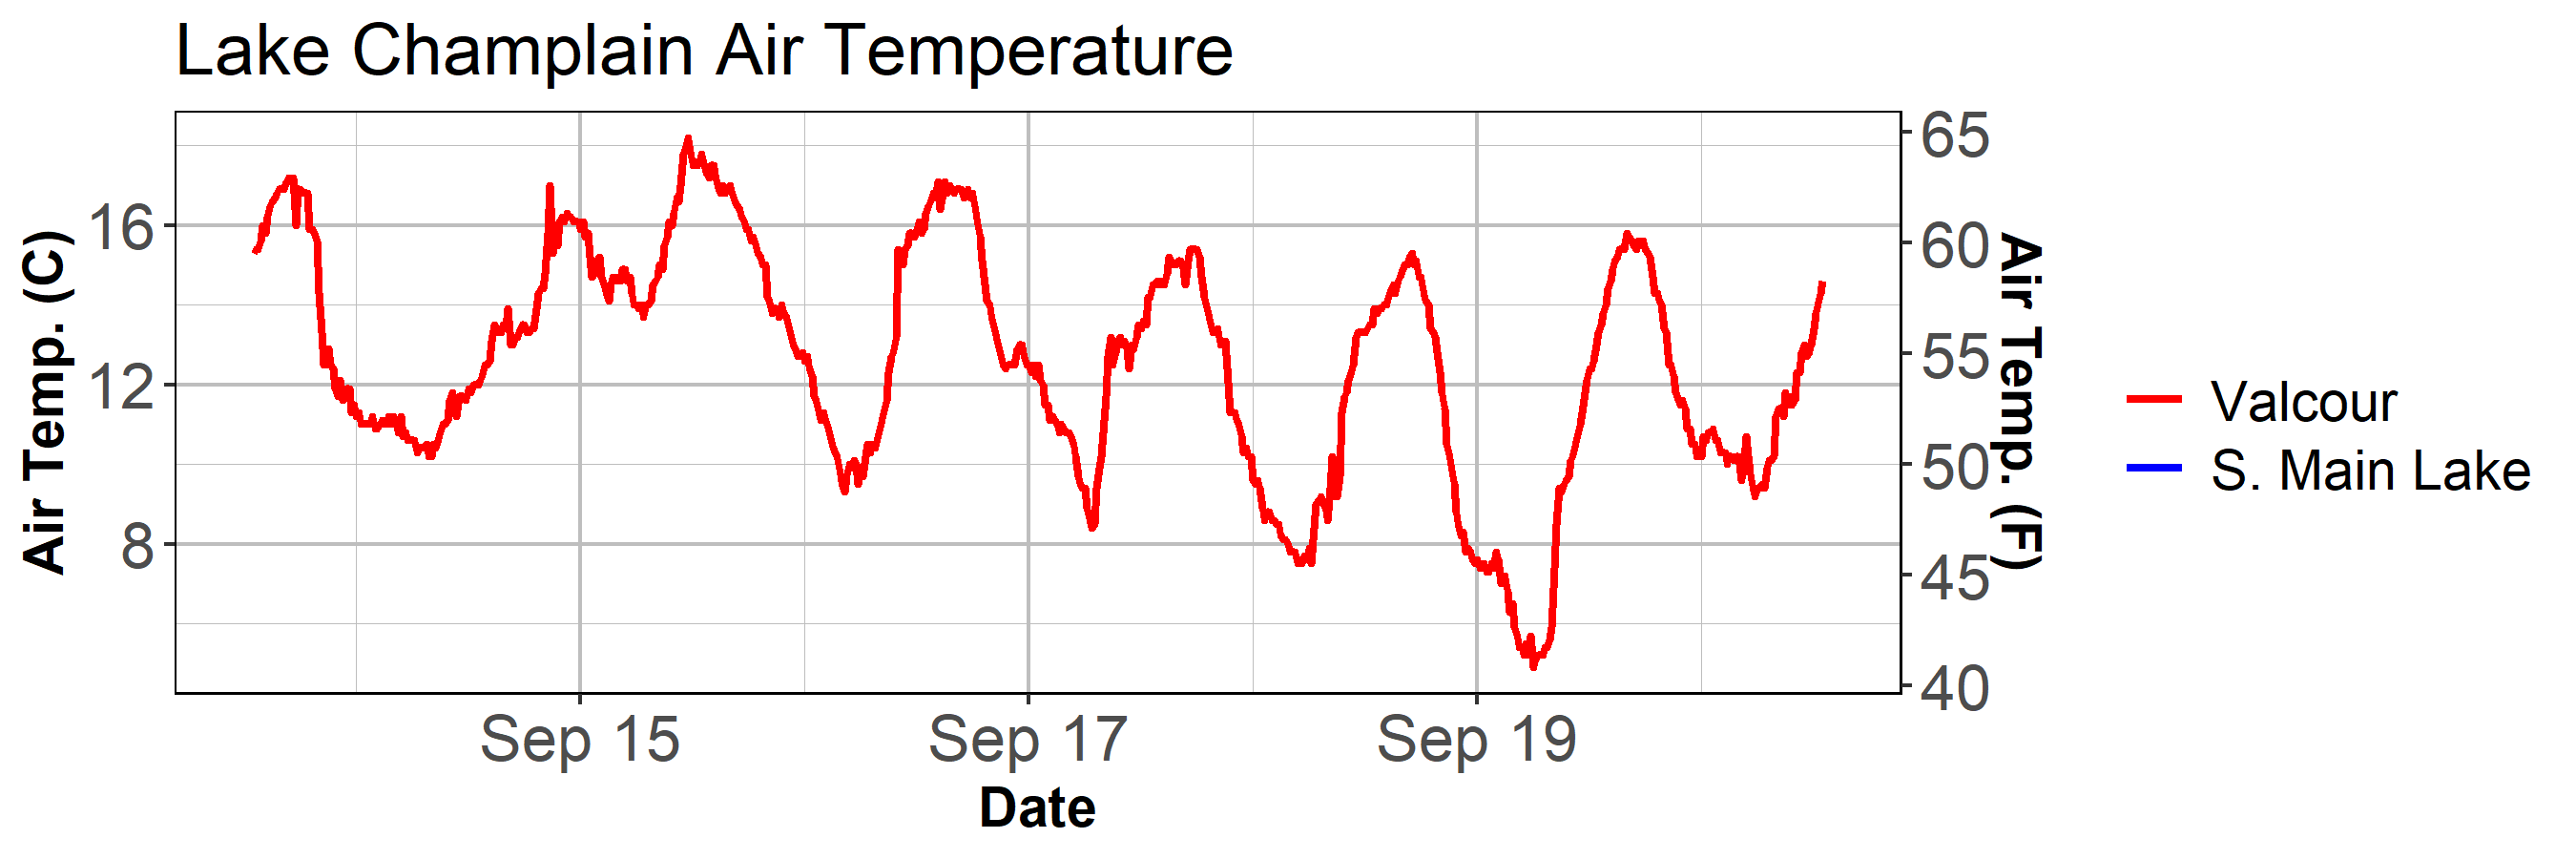 Lake Champlain Air Temperature
Air Temp. (C)
16
12
8
65
60
55
50
45
40
Air Temp. (F)
Sep 15
Sep 17
Sep 19
Date
Valcour
S. Main Lake